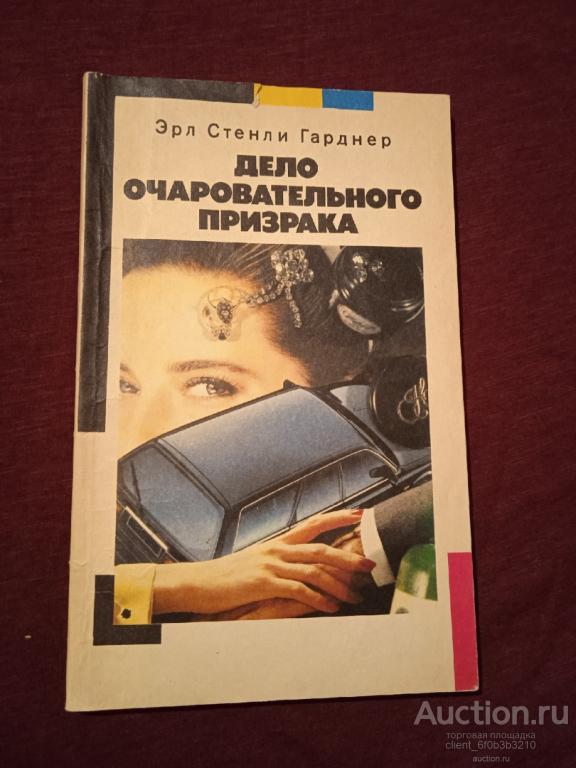 Эрл Стенли Гарднер
ДЕЛО
ОЧАРОВАТЕЛЬНОГО
ПРИЗРАКА
Auction.ru
торговая площадка
client_6f0b3b3210
auction.ru